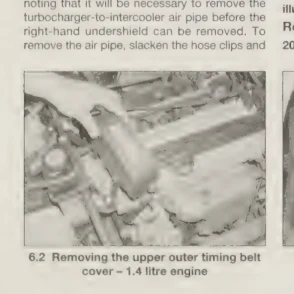 noting that it will be necessary to remove the
turbocharger-to-intercooler air pipe before the
right-hand undershield can be removed. To
remove the air pipe, slacken the hose clips and
6.2 Removing the upper outer timing belt
cover – 1.4 litre engine
20